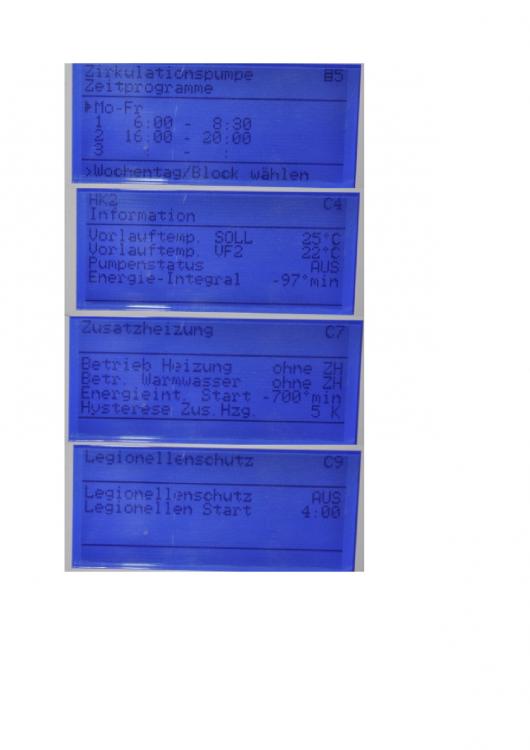 Zirkulationspumpe B5
Zeitprogramme
Mo-Fr
1 6:00 - 8:30
2 16:00 - 20:00
3 : - :
>Wochentag/Block wählen
HK2 C4
Information
Vorlauftemp. SOLL 25°C
Vorlauftemp. VF2 22°C
Pumpenstatus AUS
Energie-Integral -97°min
Zusatzheizung C7
Betrieb Heizung ohne ZH
Betr. Warmwasser ohne ZH
Energieint. Start -700°min
Hysterese Zus.Hzg. 5 K
Legionellenschutz C9
Legionellenschutz AUS
Legionellen Start 4:00